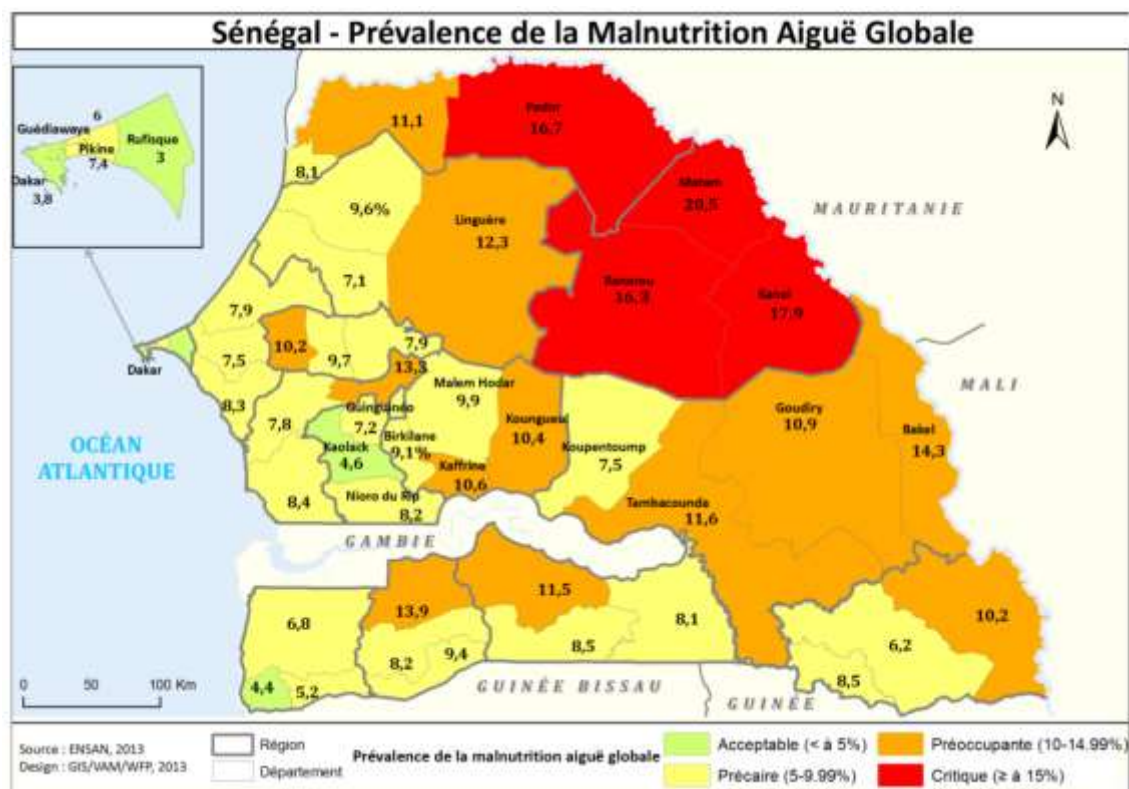 Sénégal - Prévalence de la Malnutrition Aiguë Globale
6
Guédiawaye
Rufisque
3
Pikine
7,4
Dakar
3,8
N
11,1
Podor
16,7
8,1
Matam
20,5
MAURITANIE
9,6%
Linguère
12,3
Ranérou
16,3
Kanel
17,9
7,1
7,9
Dakar
7,5
10,2
9,7
7,9
13,3
MALI
8,3
7,8
Malem Hodar
9,9
Guinguinéo
7,2
Koungueul
10,4
Goudiry
10,9
Bakel
14,3
OCÉAN
ATLANTIQUE
Kaolack
4,6
Birkilane
9,1%
Koupentoump
7,5
Kaffrine
10,6
8,4
Nioro du Rip
8,2
Tambacounda
11,6
GAMBIE
6,8
13,9
11,5
8,1
10,2
8,2
9,4
8,5
6,2
4,4
5,2
8,5
0 50 100 Km
GUINÉE BISSAU
GUINÉE
Source : ENSAN, 2013
Design : GIS/VAM/WFP, 2013
Région
Département
Prévalence de la malnutrition aiguë globale
Acceptable (< à 5%)
Précaire (5-9.99%)
Préoccupante (10-14.99%)
Critique (≥ à 15%)